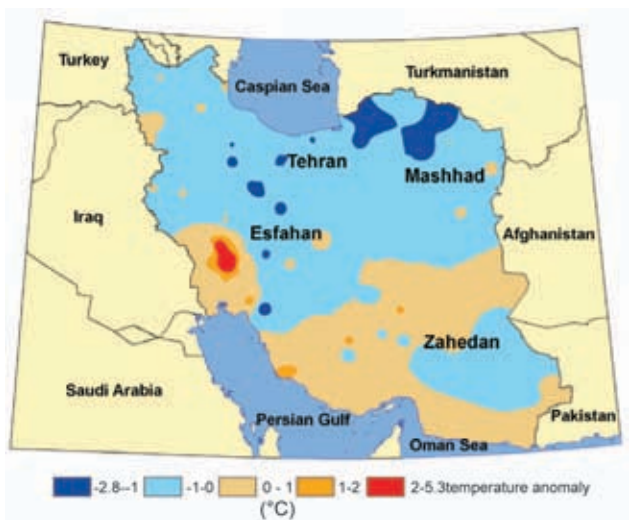 Turkey
Caspian Sea
Turkmanistan
Tehran
Mashhad
Iraq
Esfahan
Afghanistan
Zahedan
Saudi Arabia
Persian Gulf
Pakistan
Oman Sea
-2.8--1 -1-0 0 - 1 1-2 2-5.3temperature anomaly
(°C)